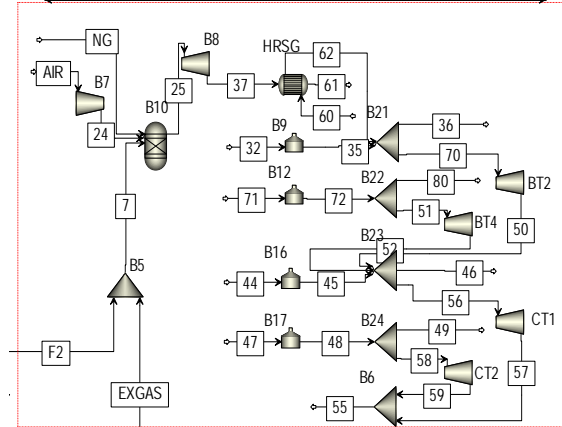 NG
B8
HRSG
62
AIR
B7
25
37
61
B10
24
60
B21
36
B9
32
35
70
B12
B22
80
BT2
71
72
51
BT4
50
7
B23
52
B16
46
44
45
56
B5
B17
B24
49
CT1
47
48
58
CT2
57
F2
B6
59
55
EXGAS